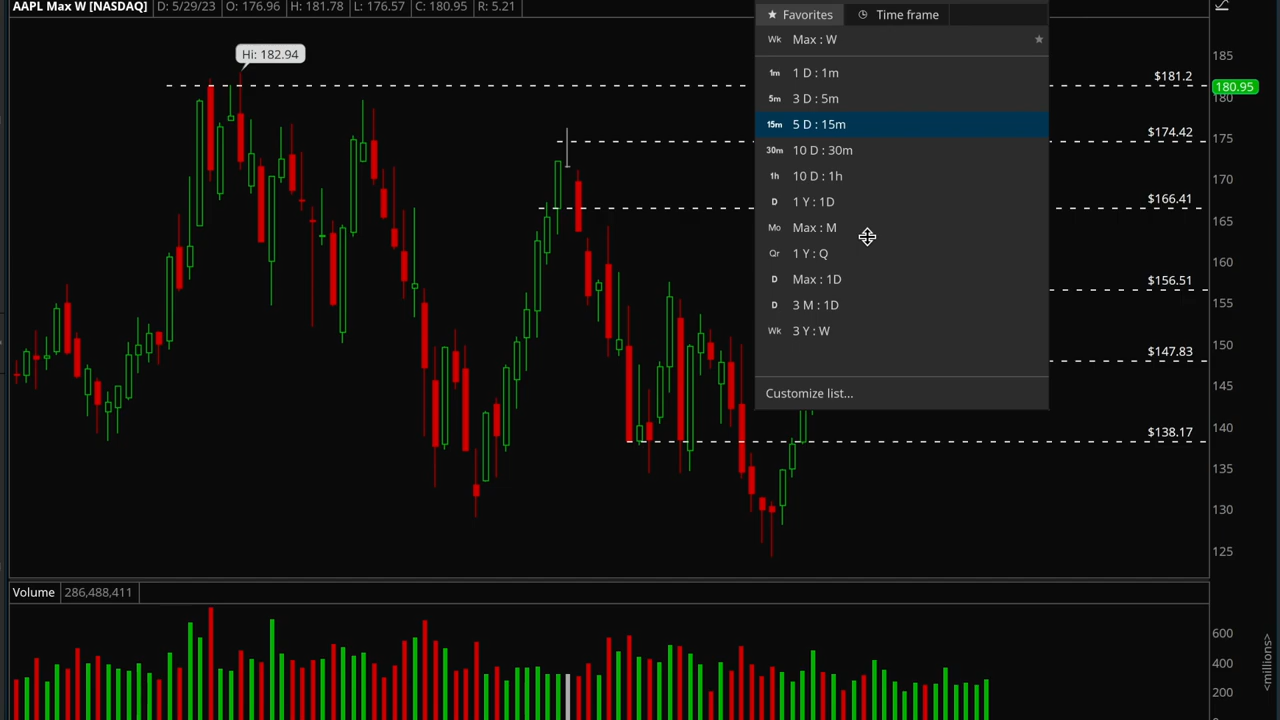 AAPL Max W [NASDAQ] D: 5/29/23 O: 176.96 H: 181.78 L: 176.57 C: 180.95 R: 5.21
Favorites Time frame
Wk Max : W
1m 1 D : 1m
5m 3 D : 5m
15m 5 D : 15m
30m 10 D : 30m
1h 10 D : 1h
D 1 Y : 1D
Mo Max : M
Qr 1 Y : Q
D Max : 1D
D 3 M : 1D
Wk 3 Y : W
Customize list...
Hi: 182.94
$181.2
$174.42
$166.41
$156.51
$147.83
$138.17
185
180.95
180
175
170
165
160
155
150
145
140
135
130
125
Volume 286,488,411
600
400
200
<millions>